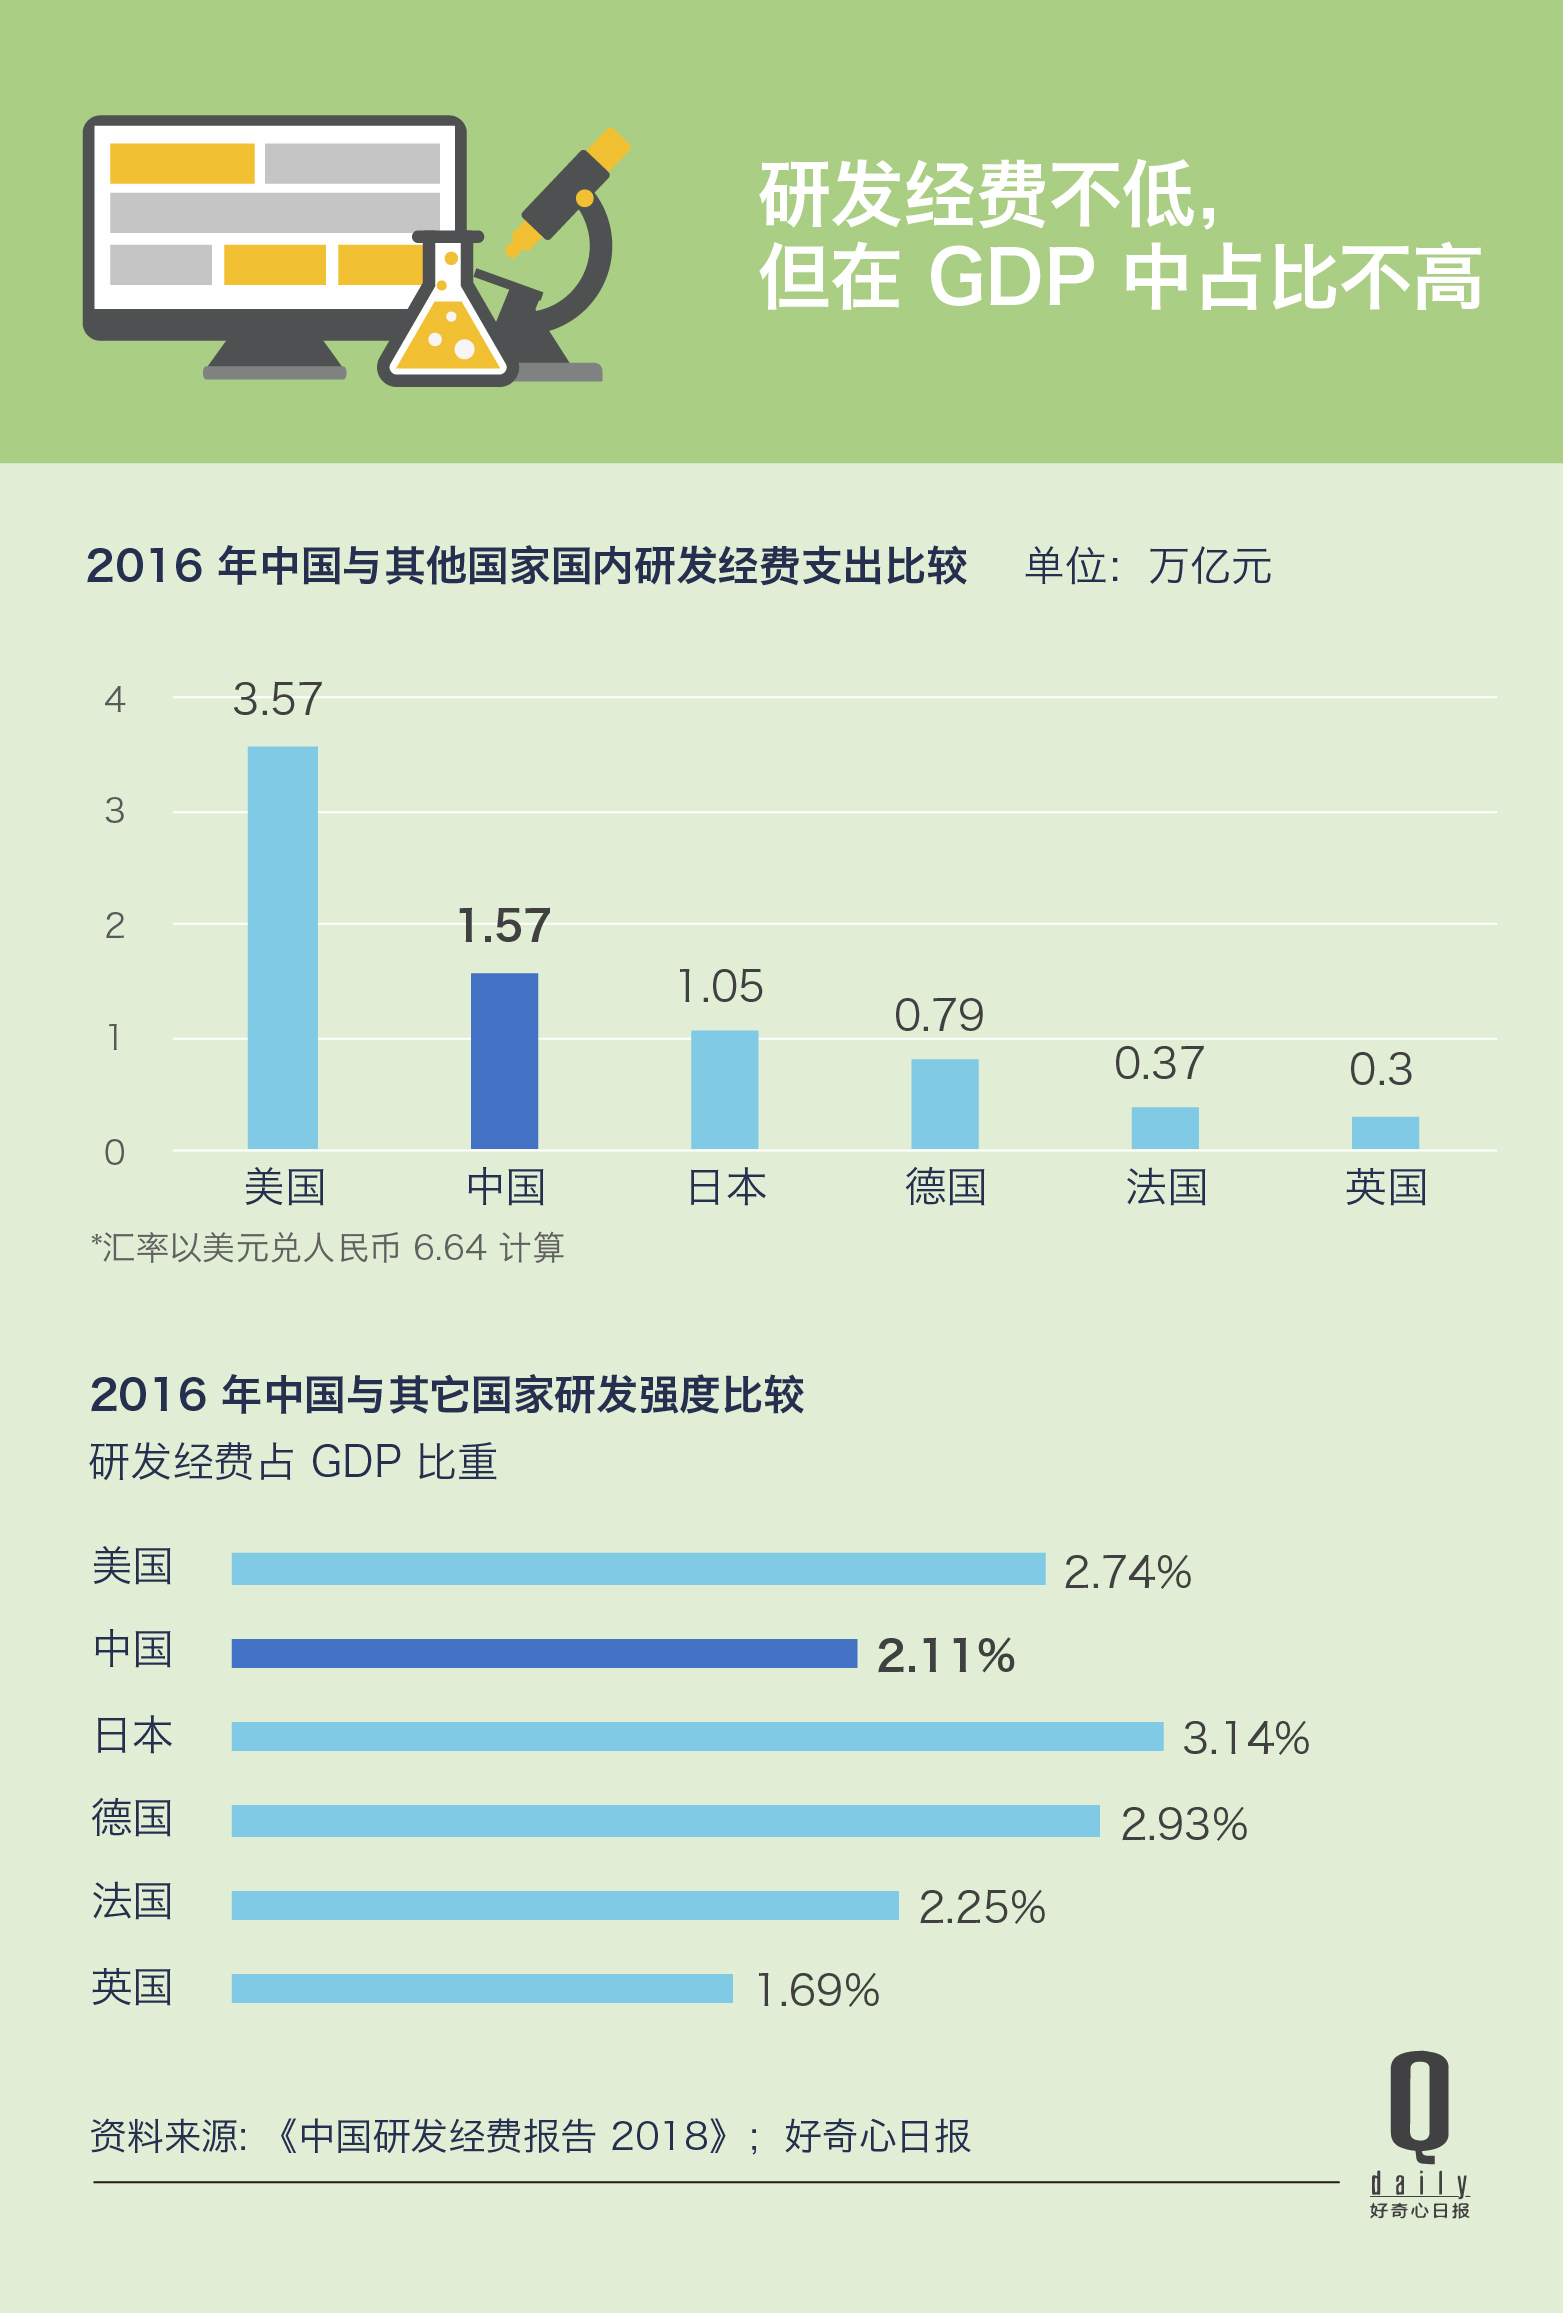 研发经费不低，
但在 GDP 中占比不高
2016 年中国与其他国家国内研发经费支出比较 单位：万亿元
4
3
2
1
0
3.57
1.57
1.05
0.79
0.37
0.3
美国 中国 日本 德国 法国 英国
*汇率以美元兑人民币 6.64 计算
2016 年中国与其它国家研发强度比较
研发经费占 GDP 比重
美国 2.74%
中国 2.11%
日本 3.14%
德国 2.93%
法国 2.25%
英国 1.69%
资料来源：《中国研发经费报告 2018》；好奇心日报
Q
daily
好奇心日报